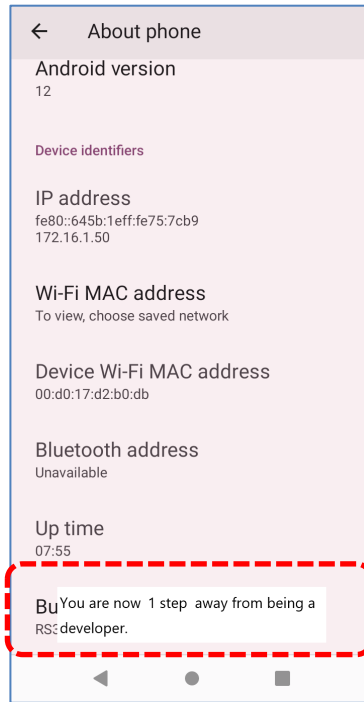 About phone
Android version
12
Device identifiers
IP address
fe80::645b:1eff:fe75:7cb9
172.16.1.50
Wi-Fi MAC address
To view, choose saved network
Device Wi-Fi MAC address
00:d0:17:d2:b0:db
Bluetooth address
Unavailable
Up time
07:55
You are now 1 step away from being a
developer.